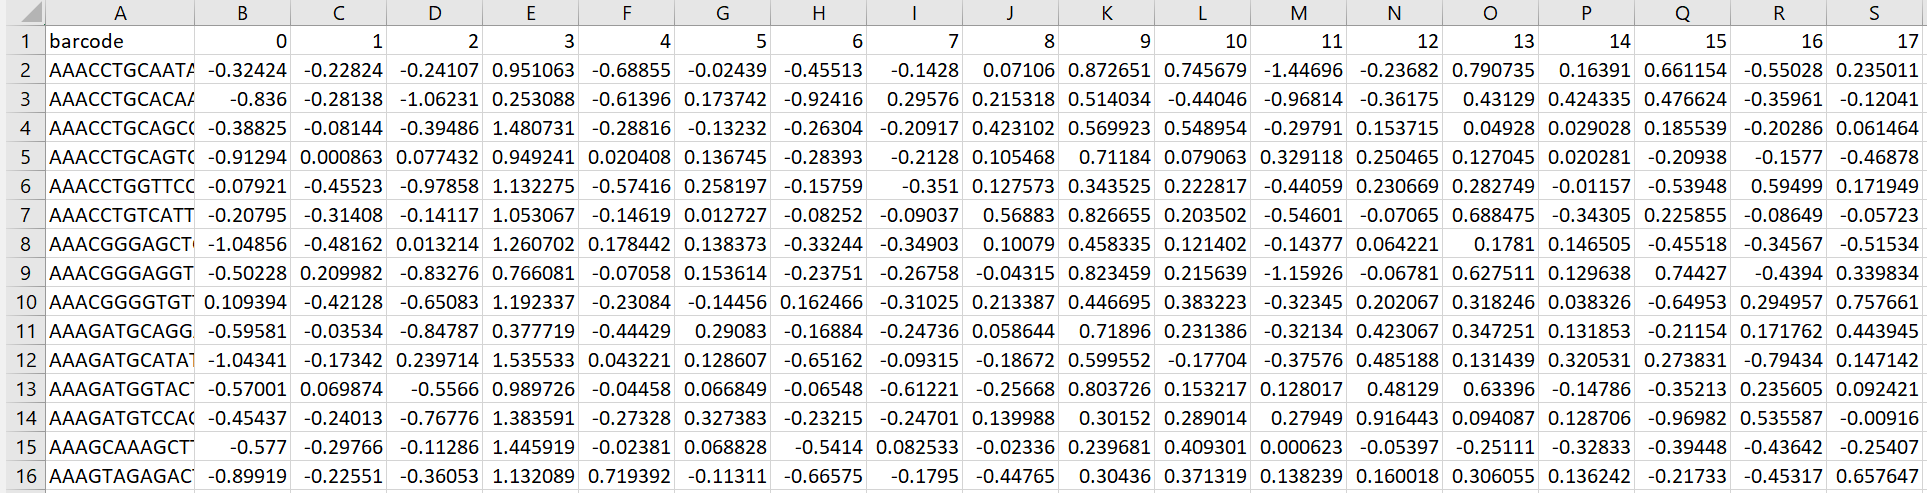 A B C D E F G H I J K L M N O P Q R S
1 barcode 0 1 2 3 4 5 6 7 8 9 10 11 12 13 14 15 16 17
2 AAACCTGCAATA -0.32424 -0.22824 -0.24107 0.951063 -0.68855 -0.02439 -0.45513 -0.1428 0.07106 0.872651 0.745679 -1.44696 -0.23682 0.790735 0.16391 0.661154 -0.55028 0.235011
3 AAACCTGCACAA -0.836 -0.28138 -1.06231 0.253088 -0.61396 0.173742 -0.92416 0.29576 0.215318 0.514034 -0.44046 -0.96814 -0.36175 0.43129 0.424335 0.476624 -0.35961 -0.12041
4 AAACCTGCAGCC -0.38825 -0.08144 -0.39486 1.480731 -0.28816 -0.13232 -0.26304 -0.20917 0.423102 0.569923 0.548954 -0.29791 0.153715 0.04928 0.029028 0.185539 -0.20286 0.061464
5 AAACCTGCAGTC -0.91294 0.000863 0.077432 0.949241 0.020408 0.136745 -0.28393 -0.2128 0.105468 0.71184 0.079063 0.329118 0.250465 0.127045 0.020281 -0.20938 -0.1577 -0.46878
6 AAACCTGGTTCC -0.07921 -0.45523 -0.97858 1.132275 -0.57416 0.258197 -0.15759 -0.351 0.127573 0.343525 0.222817 -0.44059 0.230669 0.282749 -0.01157 -0.53948 0.59499 0.171949
7 AAACCTGTCATT -0.20795 -0.31408 -0.14117 1.053067 -0.14619 0.012727 -0.08252 -0.09037 0.56883 0.826655 0.203502 -0.54601 -0.07065 0.688475 -0.34305 0.225855 -0.08649 -0.05723
8 AAACGGGAGCT -1.04856 -0.48162 0.013214 1.260702 0.178442 0.138373 -0.33244 -0.34903 0.10079 0.458335 0.121402 -0.14377 0.064221 0.1781 0.146505 -0.45518 -0.34567 -0.51534
9 AAACGGGAGGT -0.50228 0.209982 -0.83276 0.766081 -0.07058 0.153614 -0.23751 -0.26758 -0.04315 0.823459 0.215639 -1.15926 -0.06781 0.627511 0.129638 0.74427 -0.4394 0.339834
10 AAACGGGGTGT 0.109394 -0.42128 -0.65083 1.192337 -0.23084 -0.14456 0.162466 -0.31025 0.213387 0.446695 0.383223 -0.32345 0.202067 0.318246 0.038326 -0.64953 0.294957 0.757661
11 AAAGATGCAGG -0.59581 -0.03534 -0.84787 0.377719 -0.44429 0.29083 -0.16884 -0.24736 0.058644 0.71896 0.231386 -0.32134 0.423067 0.347251 0.131853 -0.21154 0.171762 0.443945
12 AAAGATGCATAT -1.04341 -0.17342 0.239714 1.535533 0.043221 0.128607 -0.65162 -0.09315 -0.18672 0.599552 -0.17704 -0.37576 0.485188 0.131439 0.320531 0.273831 -0.79434 0.147142
13 AAAGATGGTACT -0.57001 0.069874 -0.5566 0.989726 -0.04458 0.066849 -0.06548 -0.61221 -0.25668 0.803726 0.153217 0.128017 0.48129 0.63396 -0.14786 -0.35213 0.235605 0.092421
14 AAAGATGTCCAC -0.45437 -0.24013 -0.76776 1.383591 -0.27328 0.327383 -0.23215 -0.24701 0.139988 0.30152 0.289014 0.27949 0.916443 0.094087 0.128706 -0.96982 0.535587 -0.00916
15 AAAGCAAAGCTT -0.577 -0.29766 -0.11286 1.445919 -0.02381 0.068828 -0.5414 0.082533 -0.02336 0.239681 0.409301 0.000623 -0.05397 -0.25111 -0.32833 -0.39448 -0.43642 -0.25407
16 AAAGTAGAGACT -0.89919 -0.22551 -0.36053 1.132089 0.719392 -0.11311 -0.66575 -0.1795 -0.44765 0.30436 0.371319 0.138239 0.160018 0.306055 0.136242 -0.21733 -0.45317 0.657647